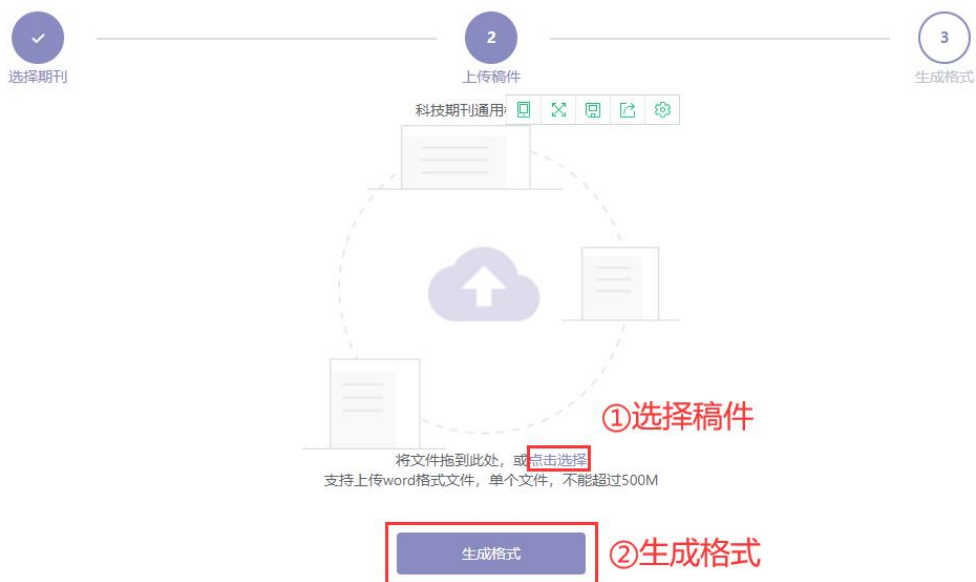 2
3
选择期刊
上传稿件
生成格式
科技期刊通用
①选择稿件
将文件拖到此处，或点击选择
支持上传word格式文件，单个文件，不能超过500M
生成格式
②生成格式